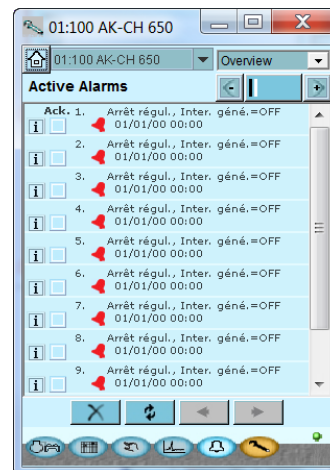 01:100 AK-CH 650
X
01:100 AK-CH 650 Overview
Active Alarms
Ack. 1. Arrêt régul., Inter. géné.=OFF
i 01/01/00 00:00
2. Arrêt régul., Inter. géné.=OFF
i 01/01/00 00:00
3. Arrêt régul., Inter. géné.=OFF
i 01/01/00 00:00
4. Arrêt régul., Inter. géné.=OFF
i 01/01/00 00:00
5. Arrêt régul., Inter. géné.=OFF
i 01/01/00 00:00
6. Arrêt régul., Inter. géné.=OFF
i 01/01/00 00:00
7. Arrêt régul., Inter. géné.=OFF
i 01/01/00 00:00
8. Arrêt régul., Inter. géné.=OFF
i 01/01/00 00:00
9. Arrêt régul., Inter. géné.=OFF
i 01/01/00 00:00